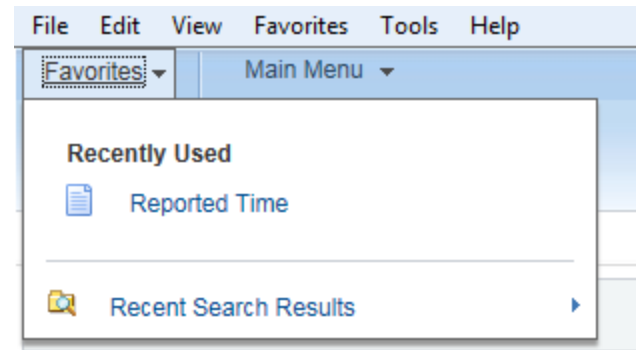 File Edit View Favorites Tools Help
Favorites Main Menu
Recently Used
Reported Time
Recent Search Results